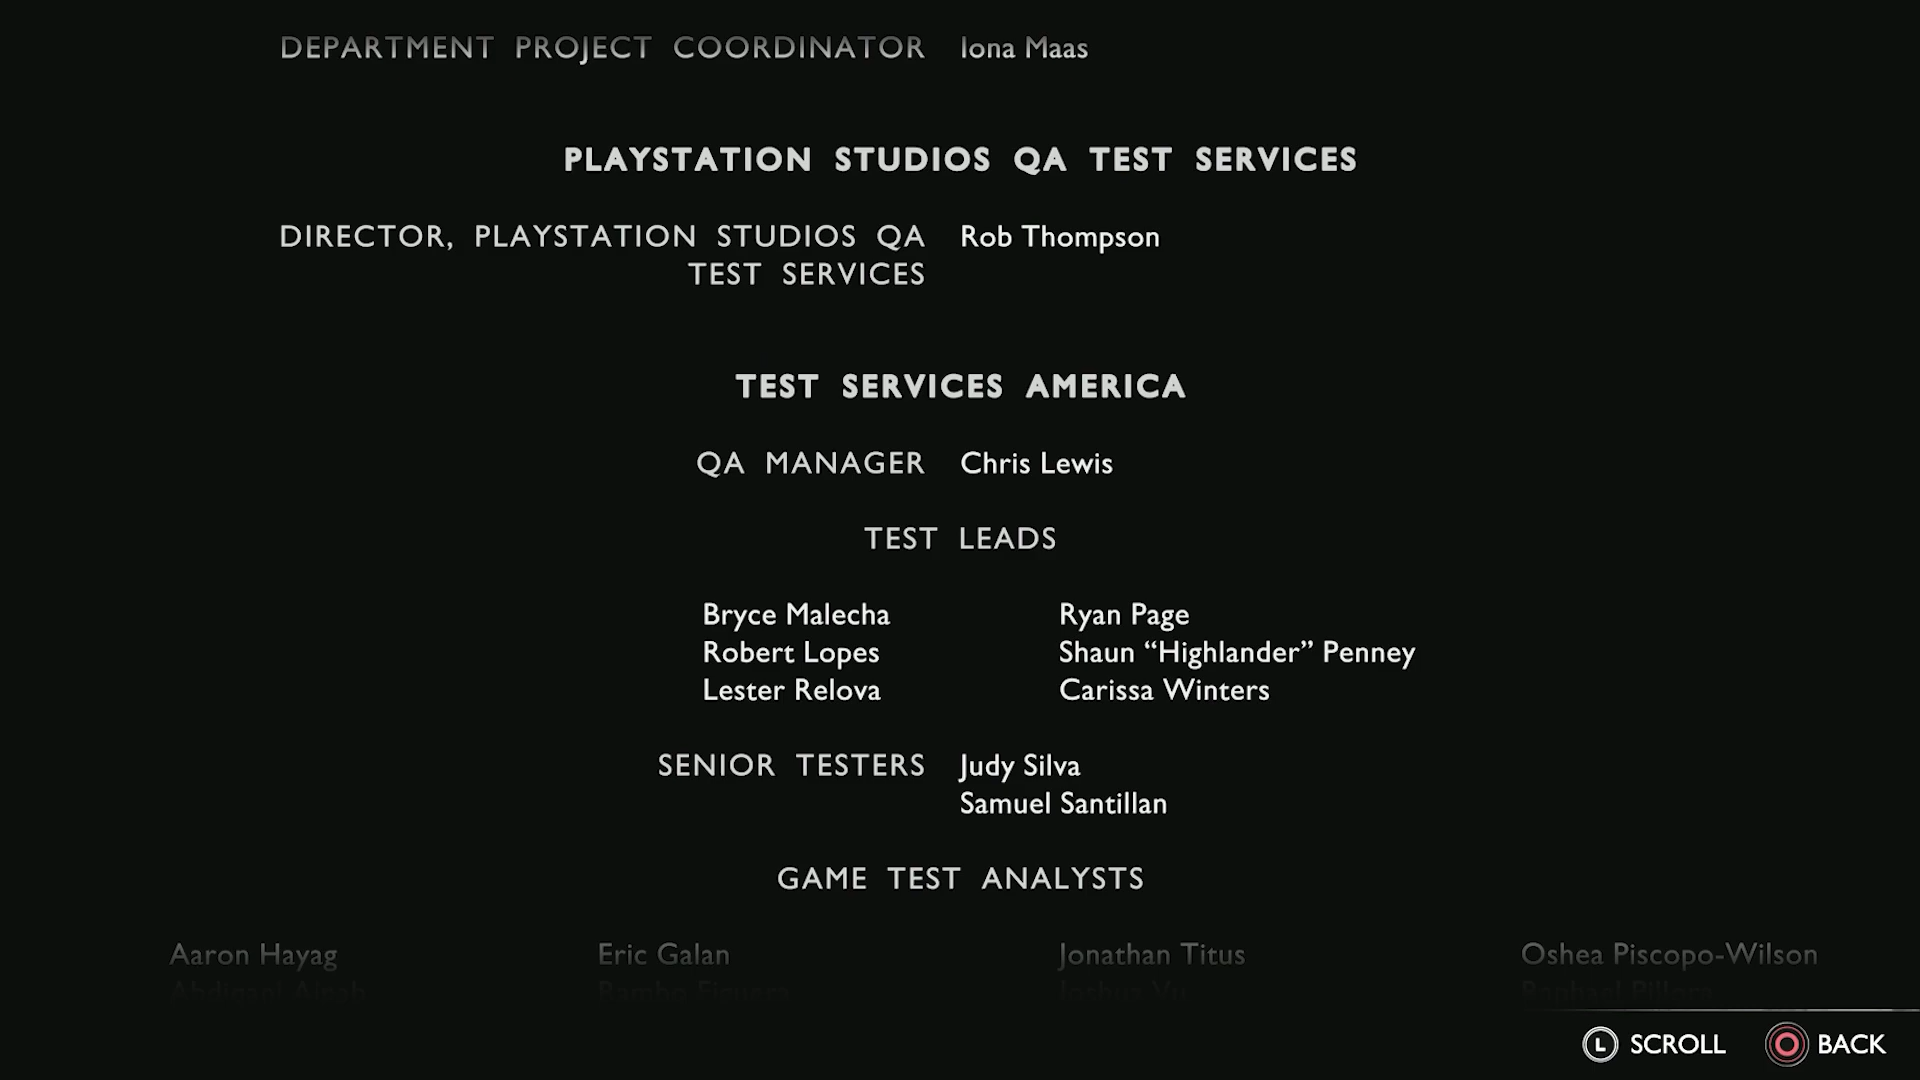 DEPARTMENT PROJECT COORDINATOR Iona Maas
PLAYSTATION STUDIOS QA TEST SERVICES
DIRECTOR, PLAYSTATION STUDIOS QA Rob Thompson
TEST SERVICES
TEST SERVICES AMERICA
QA MANAGER Chris Lewis
TEST LEADS
Bryce Malecha Ryan Page
Robert Lopes Shaun “Highlander” Penney
Lester Relova Carissa Winters
SENIOR TESTERS Judy Silva
Samuel Santillan
GAME TEST ANALYSTS
Aaron Hayag Eric Galan Jonathan Titus Oshea Piscopo-Wilson
Joshua Vu
L SCROLL BACK